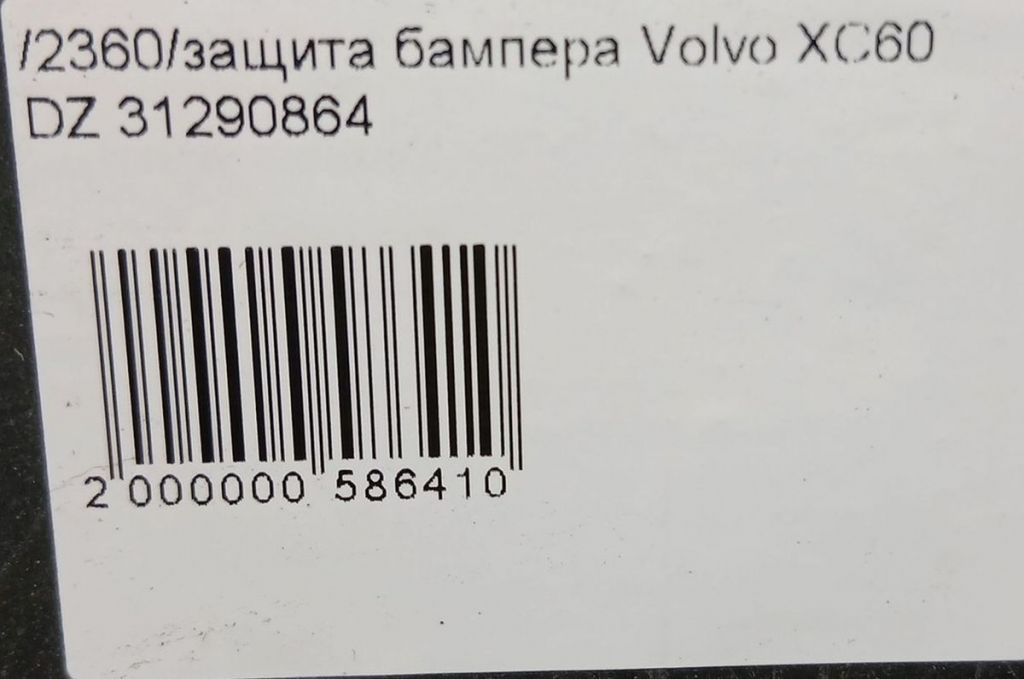 /2360/защита бампера Volvo XC60
DZ 31290864
2 000000 586410